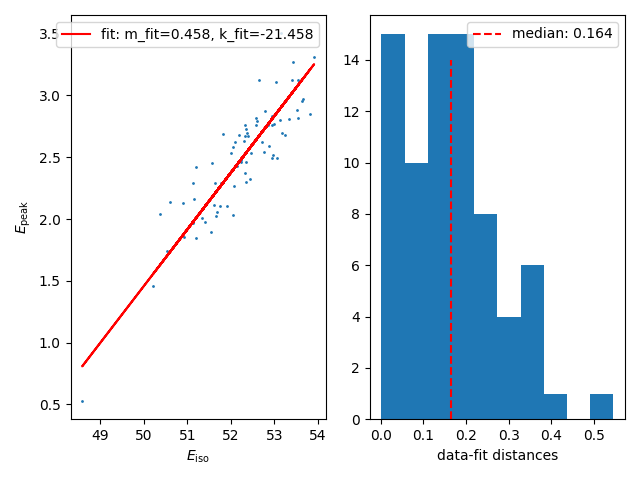 fit: m_fit=0.458, k_fit=-21.458
3.5
3.0
2.5
2.0
1.5
1.0
0.5
E_peak
49 50 51 52 53 54
E_iso
median: 0.164
14
12
10
8
6
4
2
0
0.0 0.1 0.2 0.3 0.4 0.5
data-fit distances